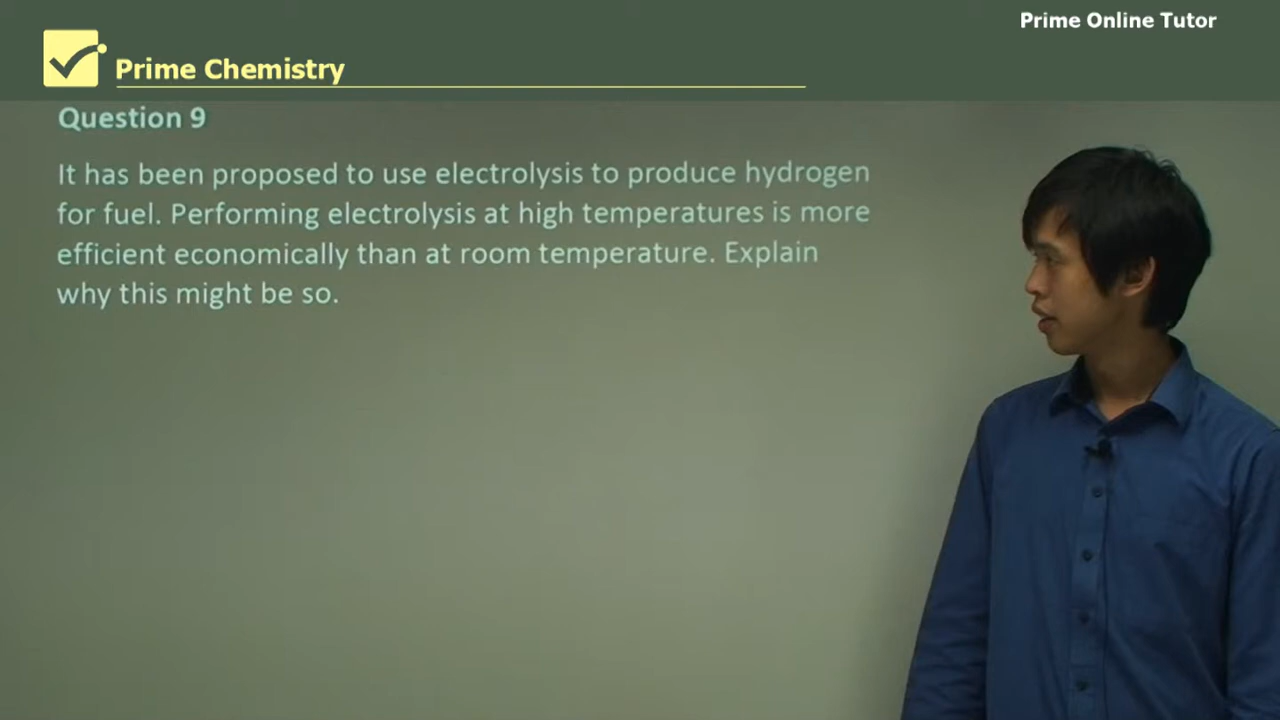 Prime Online Tutor
Prime Chemistry
Question 9
It has been proposed to use electrolysis to produce hydrogen
for fuel. Performing electrolysis at high temperatures is more
efficient economically than at room temperature. Explain
why this might be so.